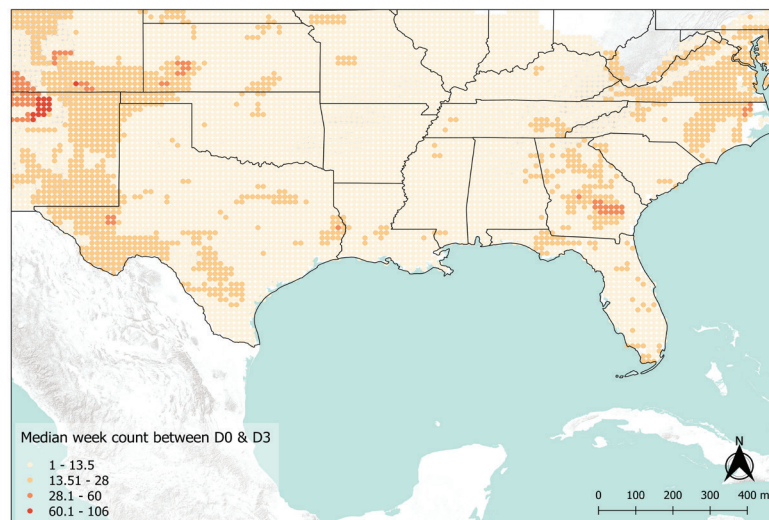 Median week count between D0 & D3
1 - 13.5
13.51 - 28
28.1 - 60
60.1 - 106
N
0 100 200 300 400 m